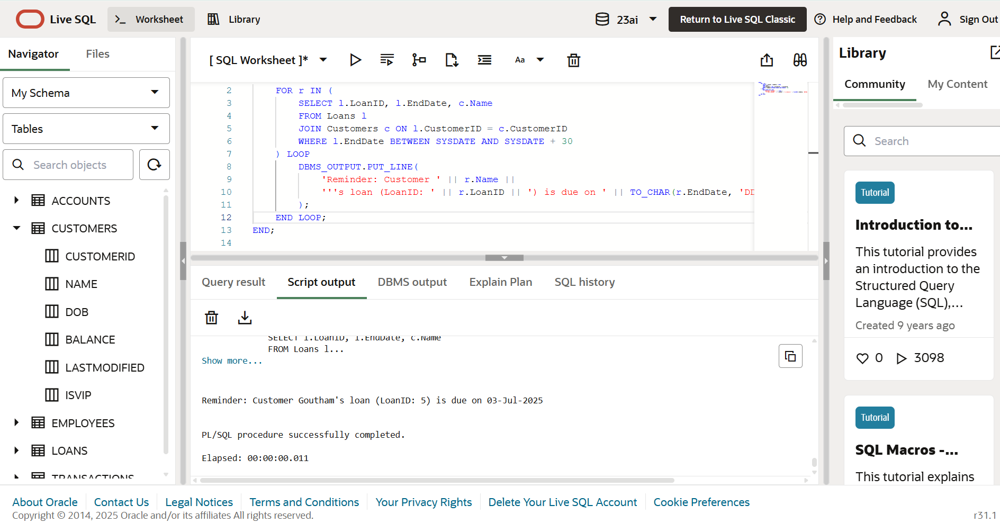 Live SQL
Worksheet
Library
23ai
Return to Live SQL Classic
Help and Feedback
Sign Out
Navigator
Files
My Schema
Tables
Search objects
ACCOUNTS
CUSTOMERS
CUSTOMERID
NAME
DOB
BALANCE
LASTMODIFIED
ISVIP
EMPLOYEES
LOANS
TRANSACTIONS
[ SQL Worksheet ]*
Aa
2 FOR r IN (
3 SELECT l.LoanID, l.EndDate, c.Name
4 FROM Loans l
5 JOIN Customers c ON l.CustomerID = c.CustomerID
6 WHERE l.EndDate BETWEEN SYSDATE AND SYSDATE + 30
7 ) LOOP
8 DBMS_OUTPUT.PUT_LINE(
9 'Reminder: Customer ' || r.Name ||
10 '''s loan (LoanID: ' || r.LoanID || ') is due on ' || TO_CHAR(r.EndDate, 'DD
11 );
12 END LOOP;
13 END;
14
Query result
Script output
DBMS output
Explain Plan
SQL history
SELECT l.LoanID, l.EndDate, c.Name
FROM Loans l...
Show more...
Reminder: Customer Goutham's loan (LoanID: 5) is due on 03-Jul-2025
PL/SQL procedure successfully completed.
Elapsed: 00:00:00.011
Library
Community
My Content
Search
Tutorial
Introduction to...
This tutorial provides
an introduction to the
Structured Query
Language (SQL),...
Created 9 years ago
0
3098
Tutorial
SQL Macros -...
This tutorial explains
About Oracle
Contact Us
Legal Notices
Terms and Conditions
Your Privacy Rights
Delete Your Live SQL Account
Cookie Preferences
Copyright © 2014, 2025 Oracle and/or its affiliates All rights reserved.
r31.1